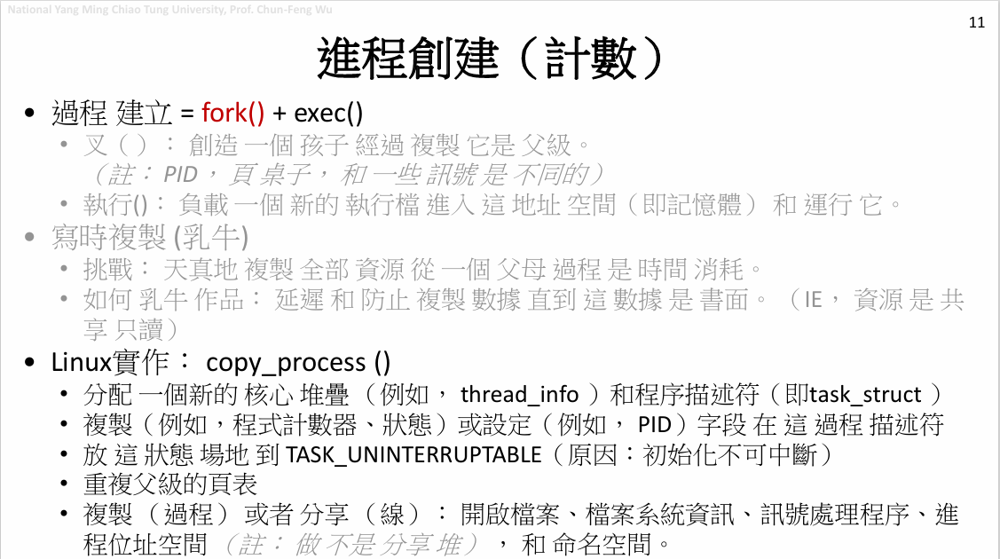 National Yang Ming Chiao Tung University, Prof. Chun-Feng Wu
11
進程創建（計數）
• 過程 建立 = fork() + exec()
• 叉（ ）： 創造 一個 孩子 經過 複製 它是 父級。
（註： PID ， 頁 桌子， 和 一些 訊號 是 不同的）
• 執行()： 負載 一個 新的 執行檔 進入 這 地址 空間（即記憶體） 和 運行 它。
• 寫時複製 (乳牛)
• 挑戰： 天真地 複製 全部 資源 從 一個 父母 過程 是 時間 消耗。
• 如何 乳牛 作品： 延遲 和 防止 複製 數據 直到 這 數據 是 書面。 （IE ， 資源 是 共
享 只讀）
• Linux實作： copy_process ()
• 分配 一個新的 核心 堆疊 （例如， thread_info ）和程序描述符（即task_struct ）
• 複製（例如，程式計數器、狀態）或設定（例如， PID）字段 在 這 過程 描述符
• 放 這 狀態 場地 到 TASK_UNINTERRUPTABLE（原因：初始化不可中斷）
• 重複父級的頁表
• 複製 （過程） 或者 分享 （線）： 開啟檔案、檔案系統資訊、訊號處理程序、進
程位址空間 （註： 做 不是 分享 堆） ， 和 命名空間。